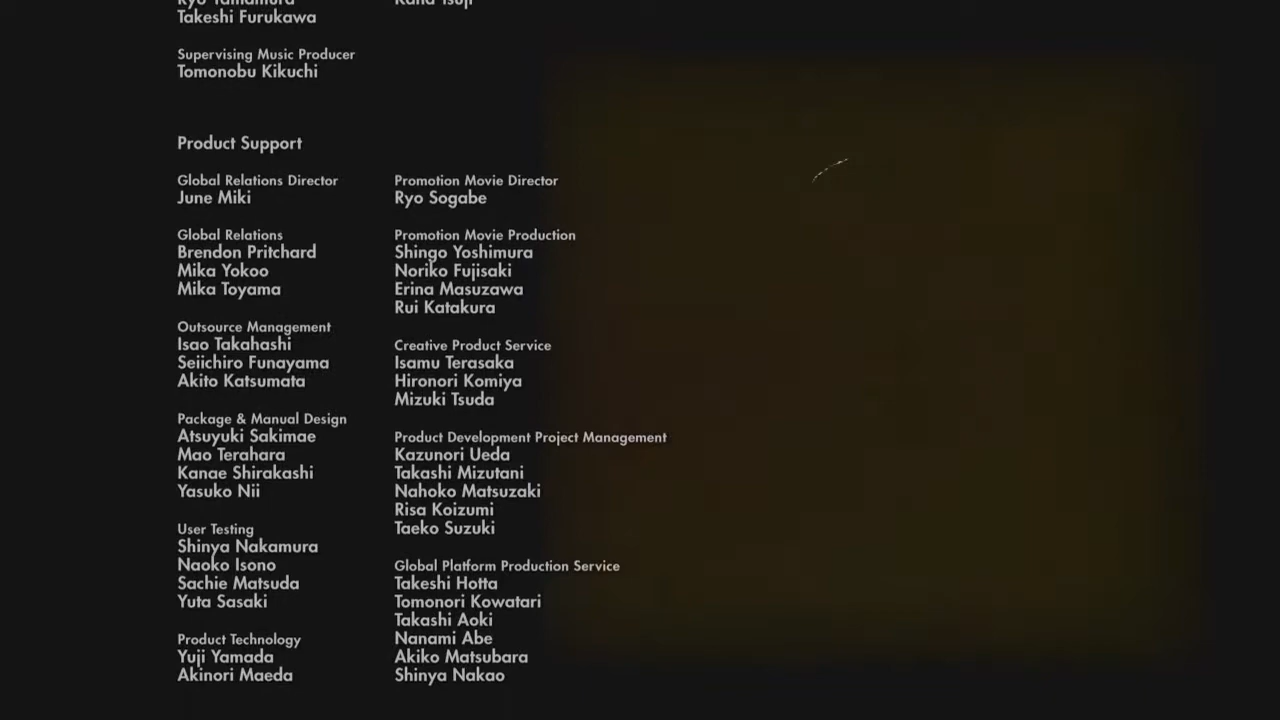 Takeshi Furukawa
Supervising Music Producer
Tomonobu Kikuchi
Product Support
Global Relations Director
June Miki
Global Relations
Brendon Pritchard
Mika Yokoo
Mika Toyama
Outsource Management
Isao Takahashi
Seiichiro Funayama
Akito Katsumata
Package & Manual Design
Atsuyuki Sakimae
Mao Terahara
Kanae Shirakashi
Yasuko Nii
User Testing
Shinya Nakamura
Naoko Isono
Sachie Matsuda
Yuta Sasaki
Product Technology
Yuji Yamada
Akinori Maeda
Promotion Movie Director
Ryo Sogabe
Promotion Movie Production
Shingo Yoshimura
Noriko Fujisaki
Erina Masuzawa
Rui Katakura
Creative Product Service
Isamu Terasaka
Hironori Komiya
Mizuki Tsuda
Product Development Project Management
Kazunori Ueda
Takashi Mizutani
Nahoko Matsuzaki
Risa Koizumi
Taeko Suzuki
Global Platform Production Service
Takeshi Hotta
Tomonori Kowatari
Takashi Aoki
Nanami Abe
Akiko Matsubara
Shinya Nakao